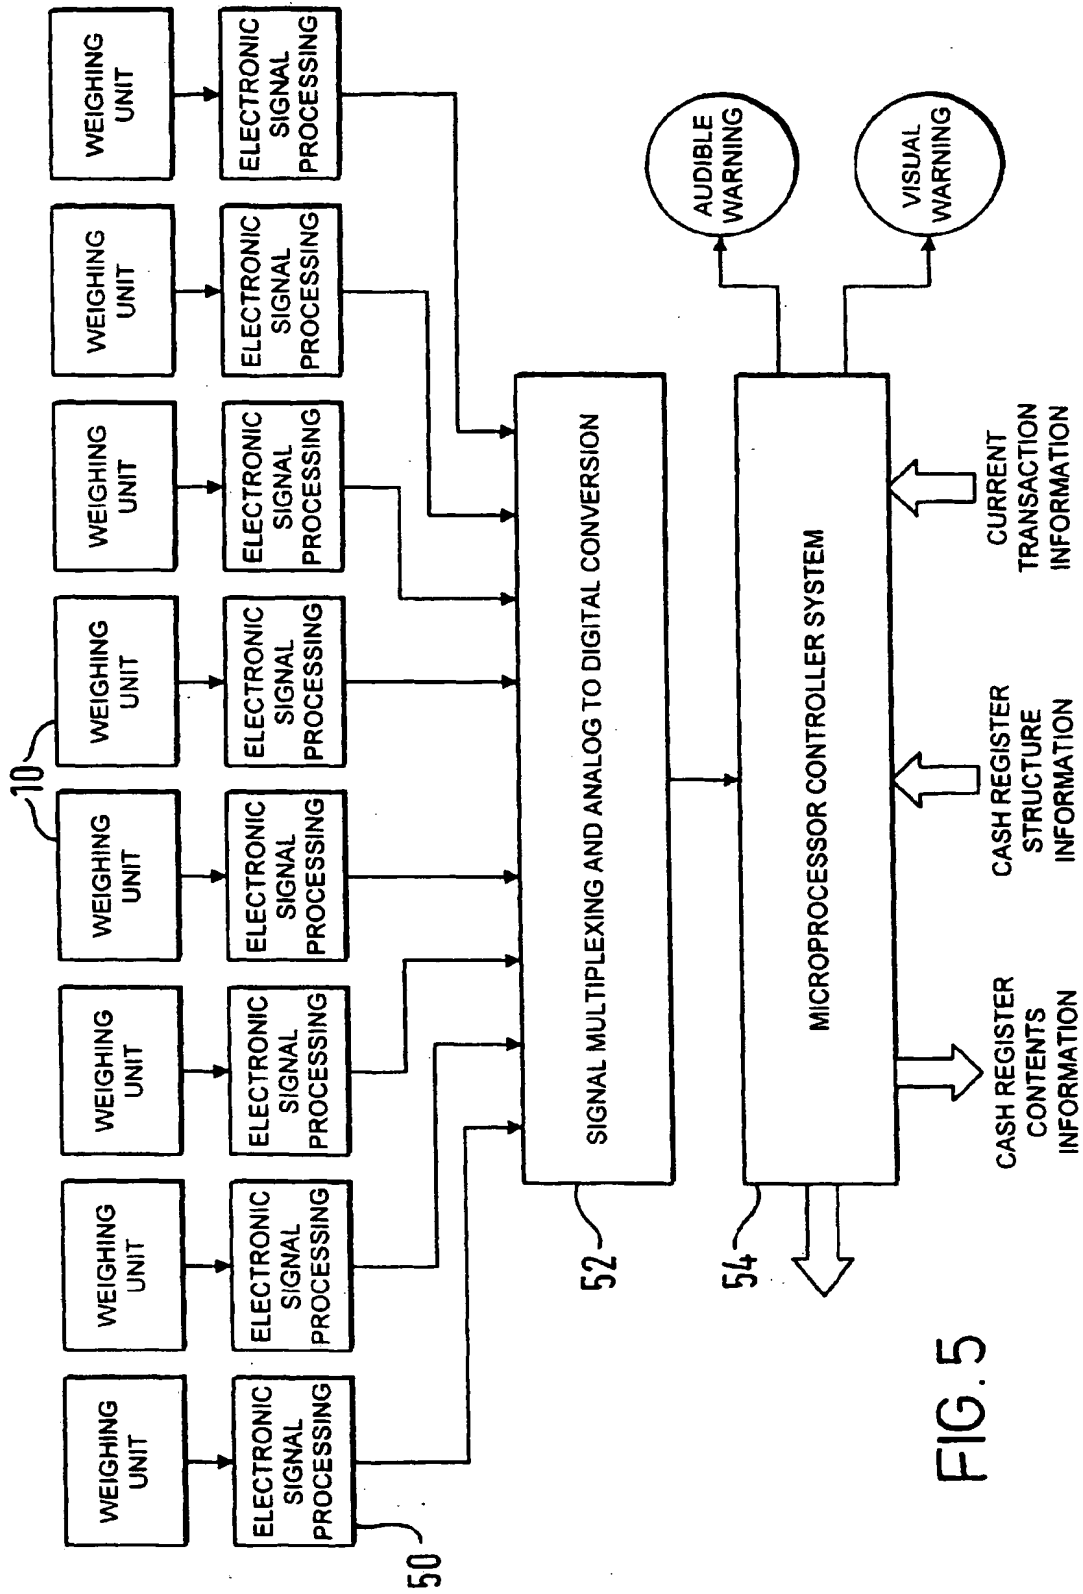 10
WEIGHING
UNIT
WEIGHING
UNIT
WEIGHING
UNIT
WEIGHING
UNIT
WEIGHING
UNIT
WEIGHING
UNIT
WEIGHING
UNIT
WEIGHING
UNIT
ELECTRONIC
SIGNAL
PROCESSING
ELECTRONIC
SIGNAL
PROCESSING
ELECTRONIC
SIGNAL
PROCESSING
ELECTRONIC
SIGNAL
PROCESSING
ELECTRONIC
SIGNAL
PROCESSING
ELECTRONIC
SIGNAL
PROCESSING
ELECTRONIC
SIGNAL
PROCESSING
ELECTRONIC
SIGNAL
PROCESSING
50
SIGNAL MULTIPLEXING AND ANALOG TO DIGITAL CONVERSION
52
AUDIBLE
WARNING
MICROPROCESSOR CONTROLLER SYSTEM
54
VISUAL
WARNING
CASH REGISTER
CONTENTS
INFORMATION
CASH REGISTER
STRUCTURE
INFORMATION
CURRENT
TRANSACTION
INFORMATION
FIG. 5